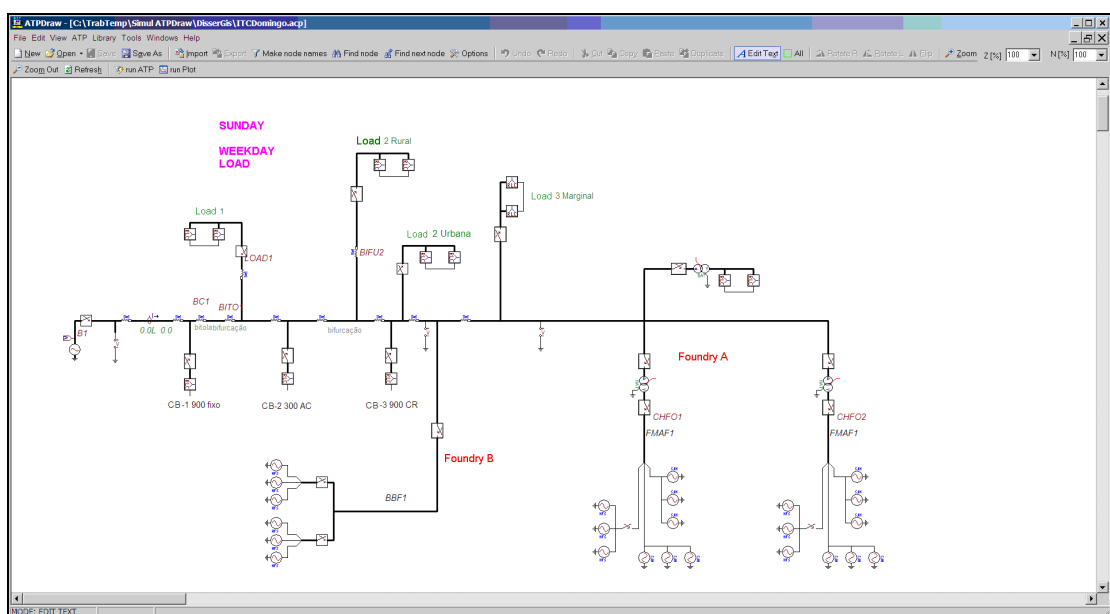 ATPDraw - [C:\TrabTemp\Simul ATPDraw\DisserGis\ITCDomingo.acp]
File Edit View ATP Library Tools Windows Help
New Open Save Save As Import Export Make node names Find node Find next node Options Undo Redo Cut Copy Paste Duplicate Edit Text All Rotate R Rotate L Flip Zoom Z [%] 100 N [%] 100
Zoom Out Refresh run ATP run Plot
SUNDAY
WEEKDAY
LOAD
Load 2 Rural
Load 3 Marginal
Load 1
Load 2 Urbana
LOAD1
BIFU2
BC1
BITO
B1
0.0L 0.0
bitolabifurcação
bifurcação
Foundry A
CB-1 900 fixo
CB-2 300 AC
CB-3 900 CR
CHFO1
CHFO2
FMAF1
FMAF1
Foundry B
BBF1
MODE: EDIT TEXT